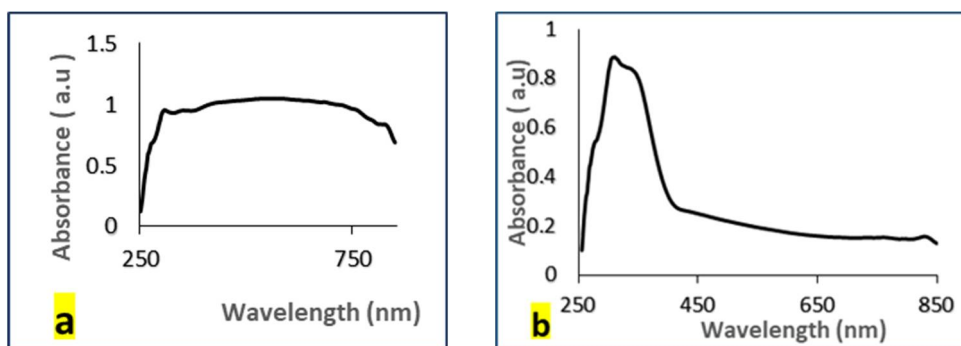 Absorbance ( a.u )
1.5
1
0.5
0
250
750
Wavelength (nm)
a
Absorbance ( a.u)
1
0.8
0.6
0.4
0.2
0
250
450
650
850
Wavelength (nm)
b